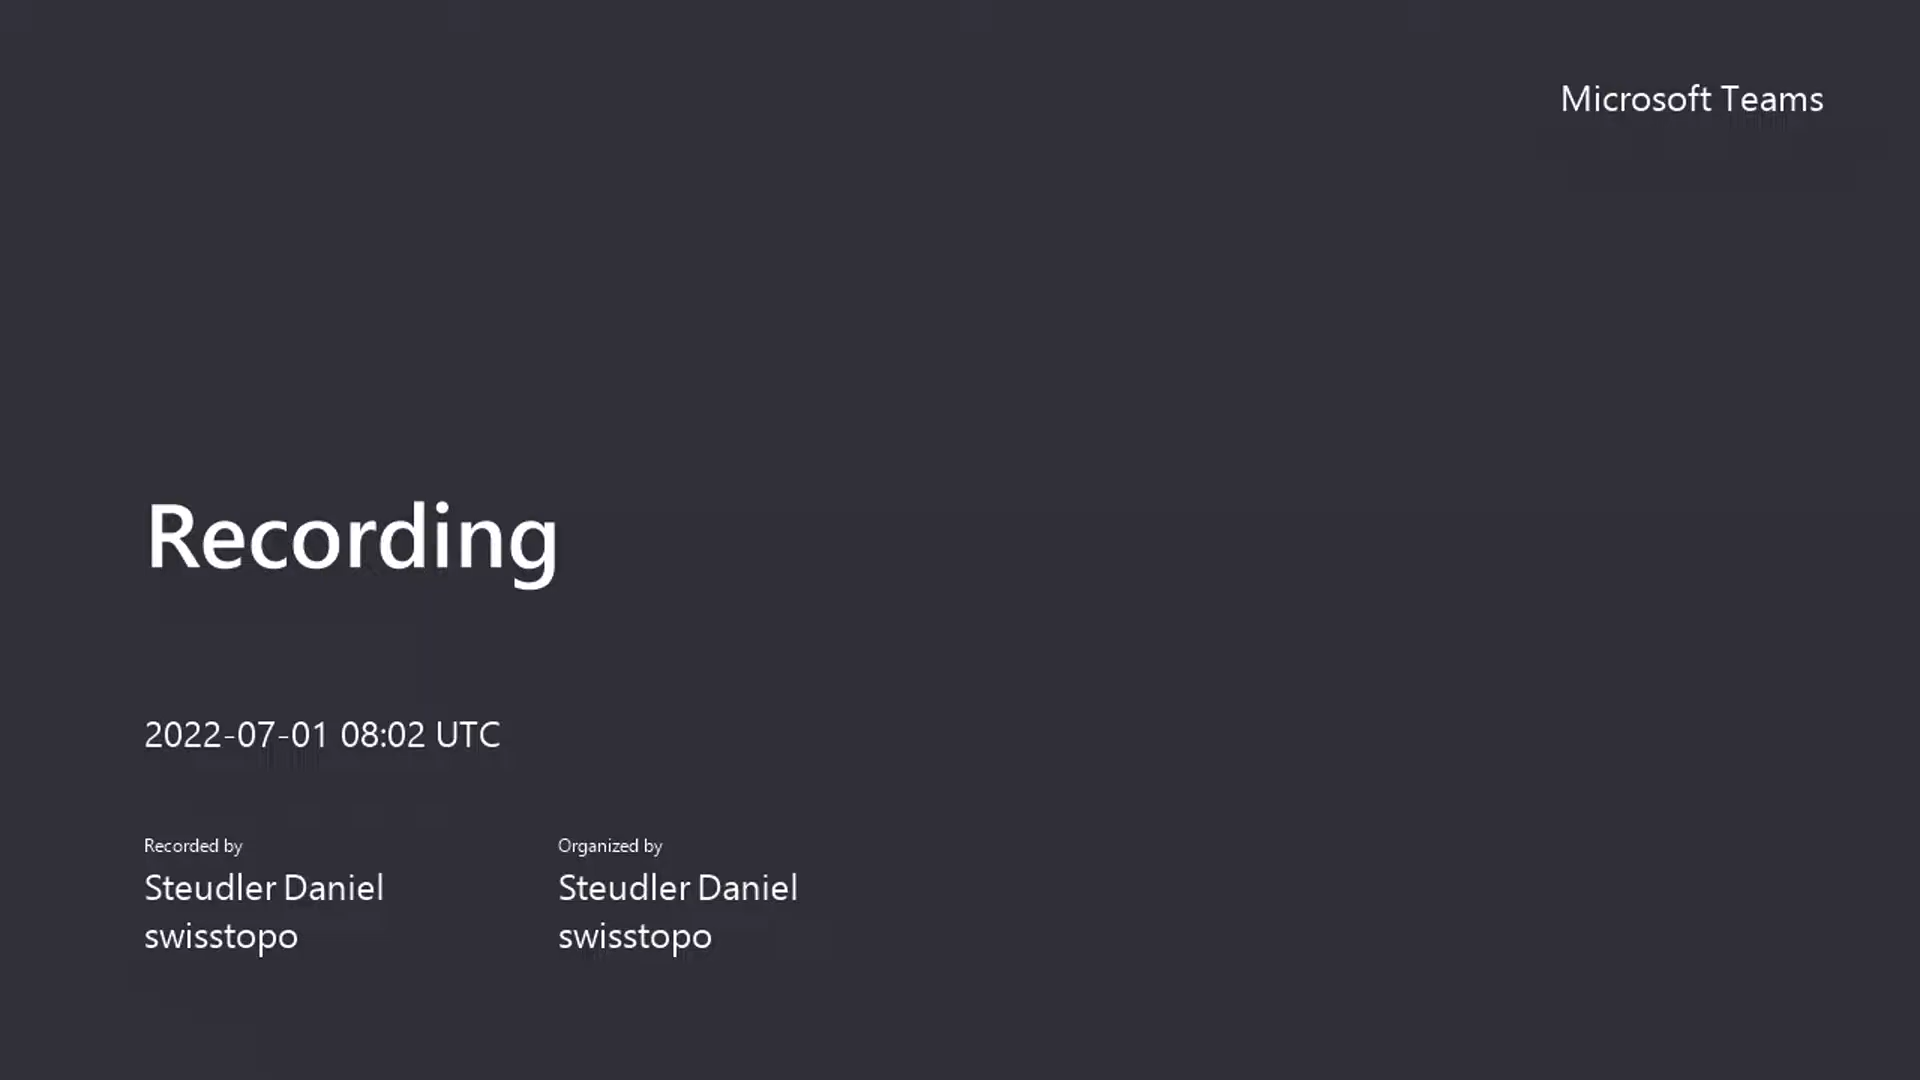 Microsoft Teams
Recording
2022-07-01 08:02 UTC
Recorded by
Steudler Daniel
swisstopo
Organized by
Steudler Daniel
swisstopo